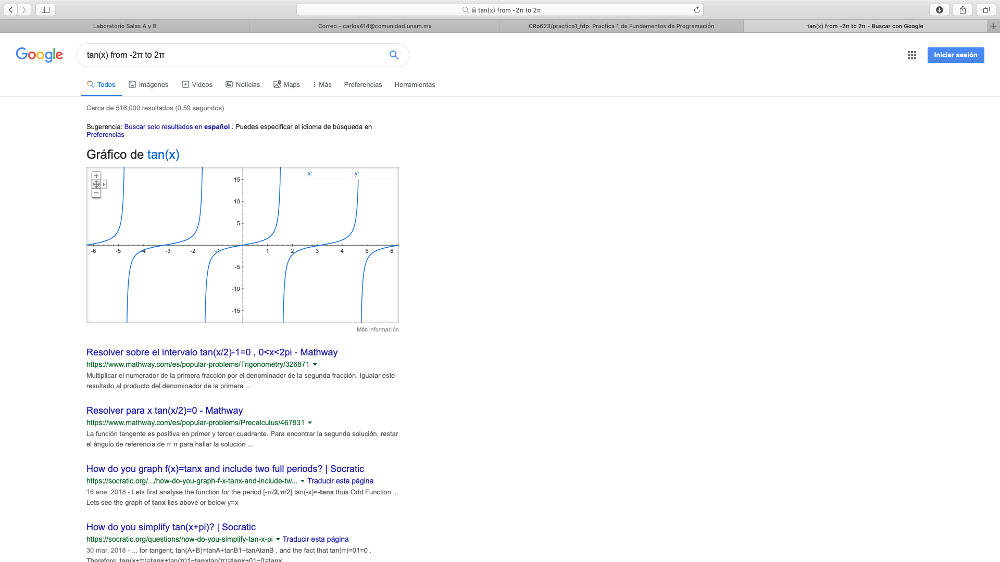 tan(x) from -2π to 2π
Laboratorio Salas A y B
Correo - carlos414@comunidad.unam.mx
CRo623/practica1_fdp: Practica 1 de Fundamentos de Programación
tan(x) from -2π to 2π - Buscar con Google
Google
tan(x) from -2π to 2π
Iniciar sesión
Todos
Imágenes
Videos
Noticias
Maps
Más
Preferencias
Herramientas
Cerca de 516,000 resultados (0.59 segundos)
Sugerencia: Buscar solo resultados en español . Puedes especificar el idioma de búsqueda en
Preferencias
Gráfico de tan(x)
x:
y:
15
10
5
-6 -5 -4 -3 -2 -1 1 2 3 4 5 6
-5
-10
-15
Más información
Resolver sobre el intervalo tan(x/2)-1=0 , 0<x<2pi - Mathway
https://www.mathway.com/es/popular-problems/Trigonometry/326871
Multiplicar el numerador de la primera fracción por el denominador de la segunda fracción. Igualar este
resultado al producto del denominador de la primera ...
Resolver para x tan(x/2)=0 - Mathway
https://www.mathway.com/es/popular-problems/Precalculus/467931
La función tangente es positiva en primer y tercer cuadrante. Para encontrar la segunda solución, restar
el ángulo de referencia de π π para hallar la solución ...
How do you graph f(x)=tanx and include two full periods? | Socratic
https://socratic.org/.../how-do-you-graph-f-x-tanx-and-include-tw... Traducir esta página
16 ene. 2018 - Lets first analyse the function for the period [-π/2,π/2] tan(-x)=-tanx thus Odd Function ...
Lets see the graph of tanx lies above or below y=x
How do you simplify tan(x+pi)? | Socratic
https://socratic.org/questions/how-do-you-simplify-tan-x-pi Traducir esta página
30 mar. 2018 - ... for tangent, tan(A+B)=tanA+tanB1−tanAtanB , and the fact that tan(π)=01=0 .
Therefore: tan(x+π)=tanx+tan(π)1−tanxtan(π)=tanx+01−0=tanx